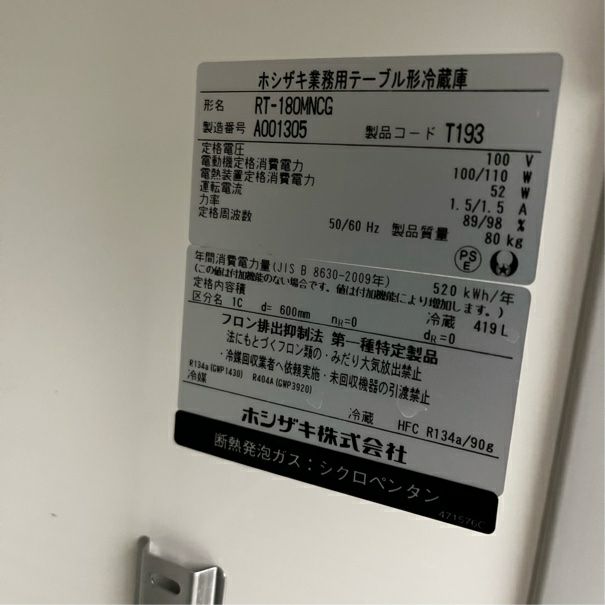 ホシザキ業務用テーブル形冷蔵庫
形名 RT-180MNCG
製造番号 A001305 製品コード T193
定格電圧 100 V
電動機定格消費電力 100/110 W
電熱装置定格消費電力 52 W
運転電流 1.5/1.5 A
力率 89/98 %
定格周波数 50/60 Hz 製品質量 80 kg
PSE
年間消費電力量(JIS B 8630-2009年) 520 kWh/年
(この値は付加機能のない場合です。値は付加機能により増加します。)
定格内容積 冷蔵 419 L
区分名 1C d= 600mm nR=0 dR=0
フロン排出抑制法 第一種特定製品
法にもとづくフロン類の・みだり大気放出禁止
・冷媒回収業者へ依頼実施・未回収機器の引渡禁止
R134a(GWP1430) R404A(GWP3920)
冷媒 冷蔵 HFC R134a/90g
ホシザキ株式会社
断熱発泡ガス:シクロペンタン
471576C